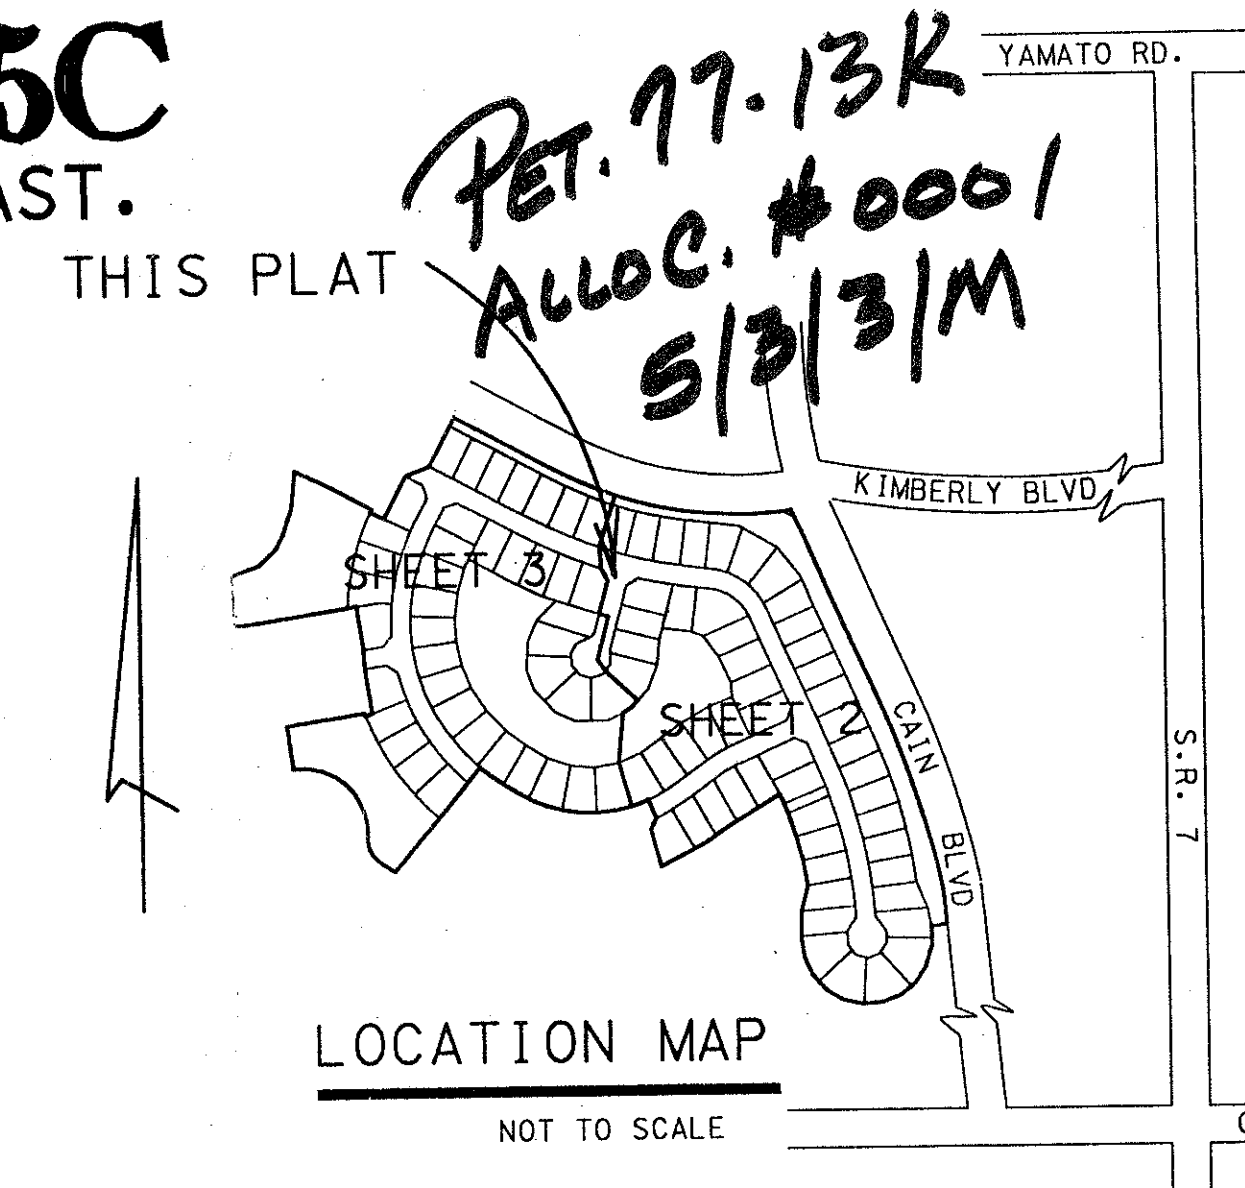 5C
AST.
YAMATO RD.
PET. 77.13K
ALLOC. #0001
5/3/3/M
THIS PLAT
KIMBERLY BLVD
SHEET 3
SHEET 2
CAIN BLVD
S.R. 7
LOCATION MAP
NOT TO SCALE